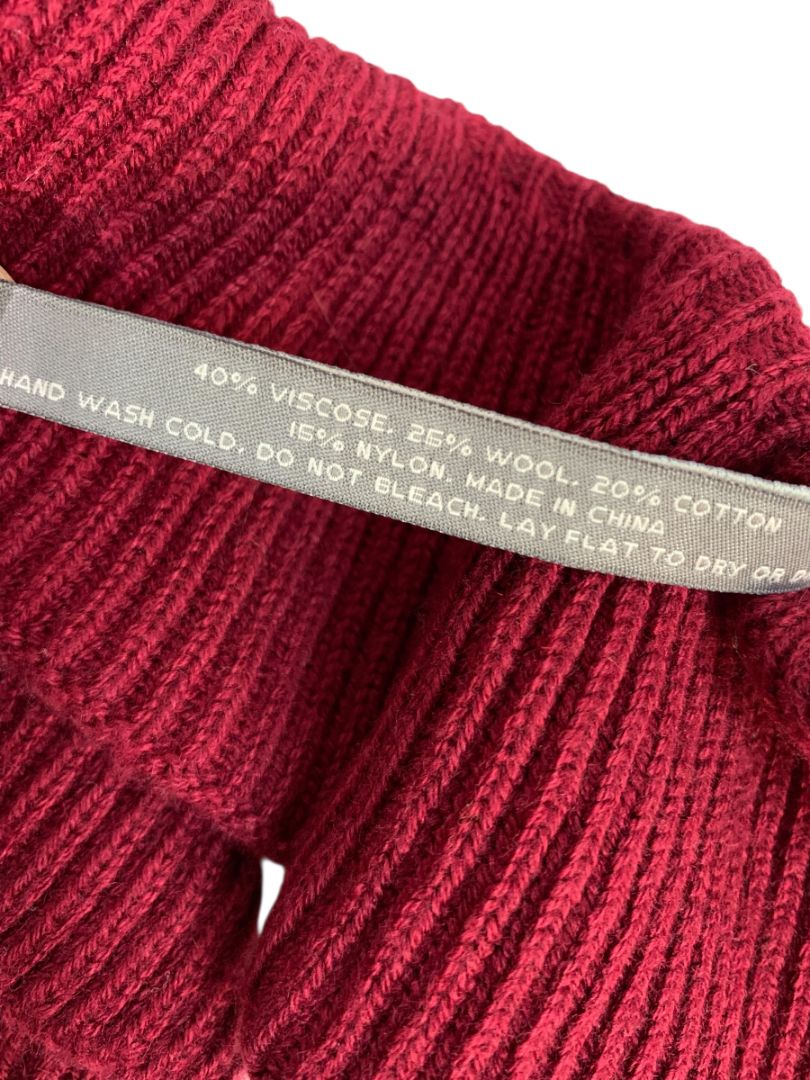 40% VISCOSE, 25% WOOL, 20% COTTON
15% NYLON, MADE IN CHINA
HAND WASH COLD, DO NOT BLEACH, LAY FLAT TO DRY OR